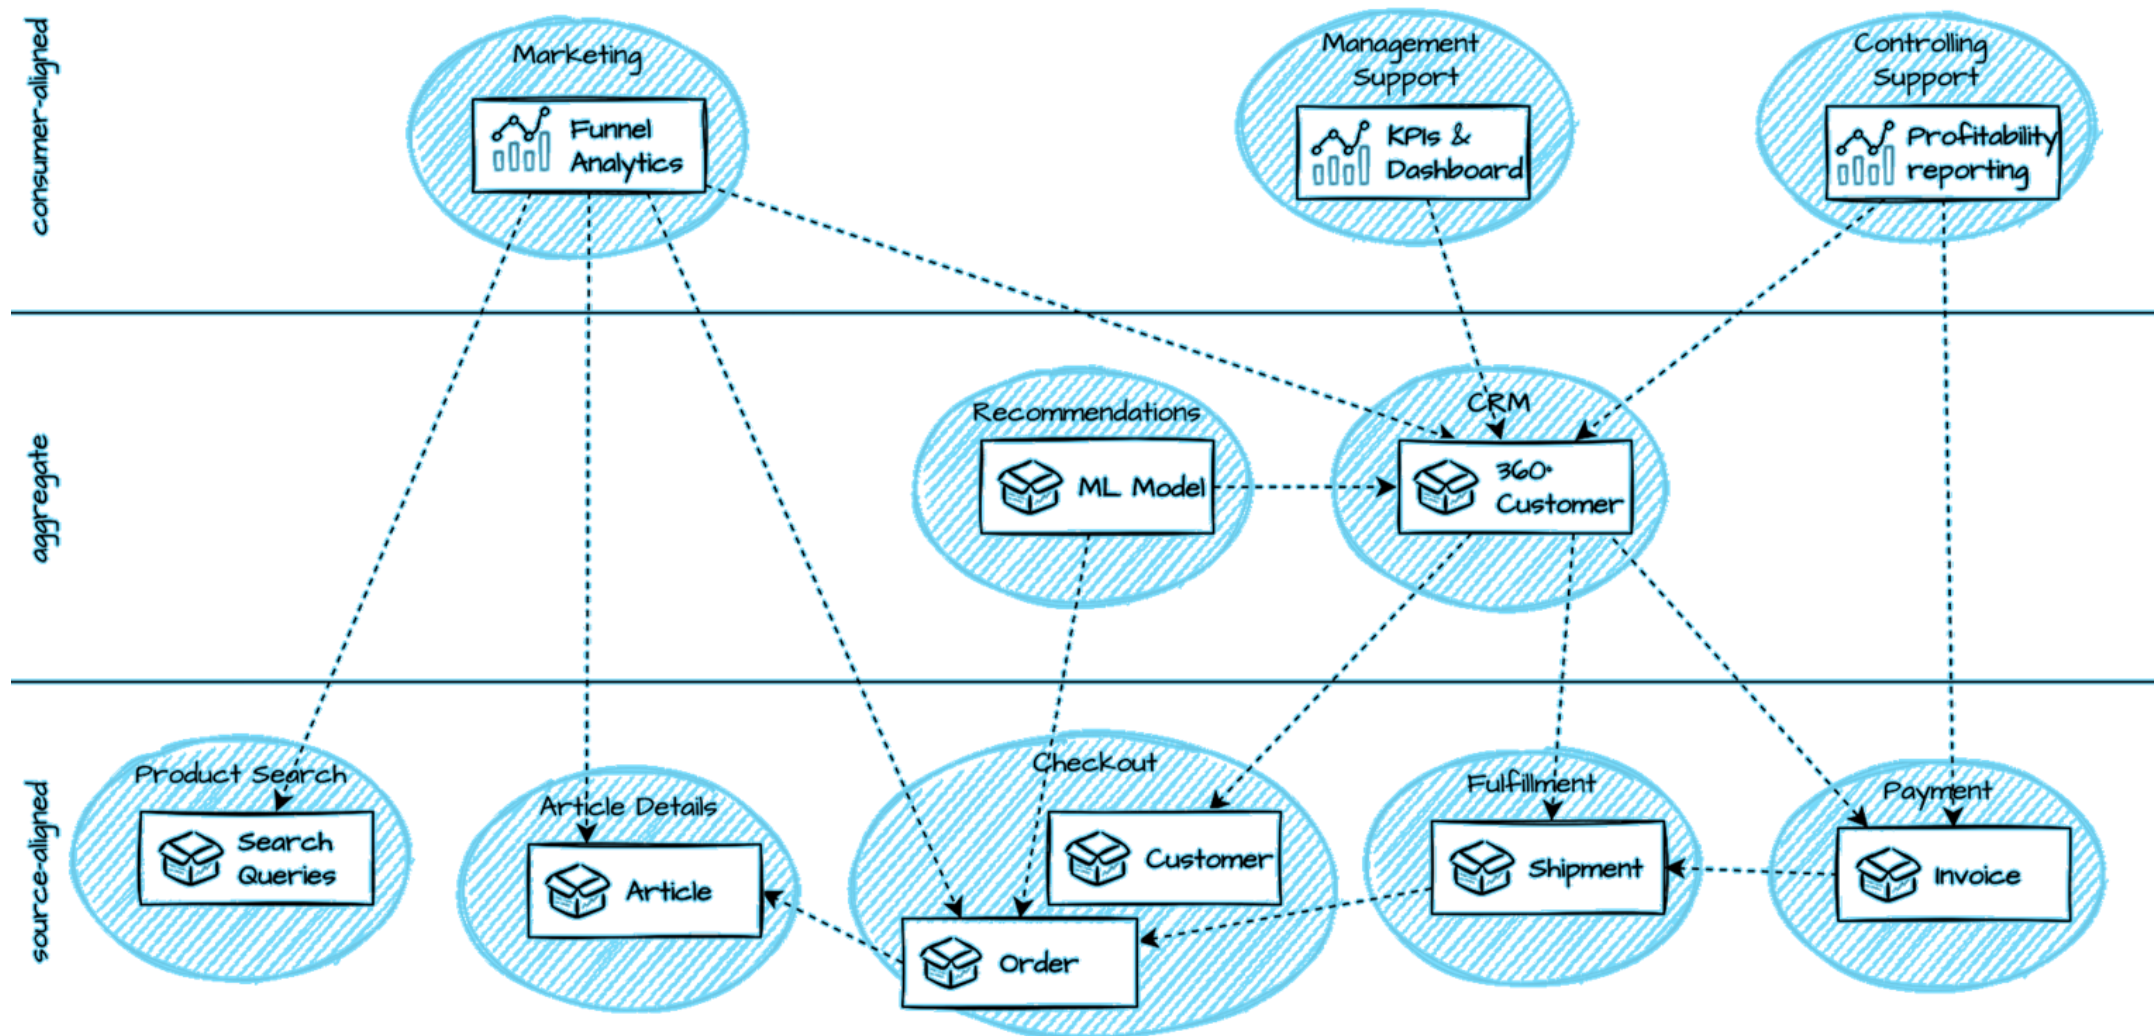 consumer-aligned
Marketing
Funnel
Analytics
Management
Support
KPIs &
Dashboard
Controlling
Support
Profitability
reporting
aggregate
Recommendations
ML Model
CRM
360°
Customer
source-aligned
Product Search
Search
Queries
Article Details
Article
Checkout
Customer
Order
Fulfillment
Shipment
Payment
Invoice